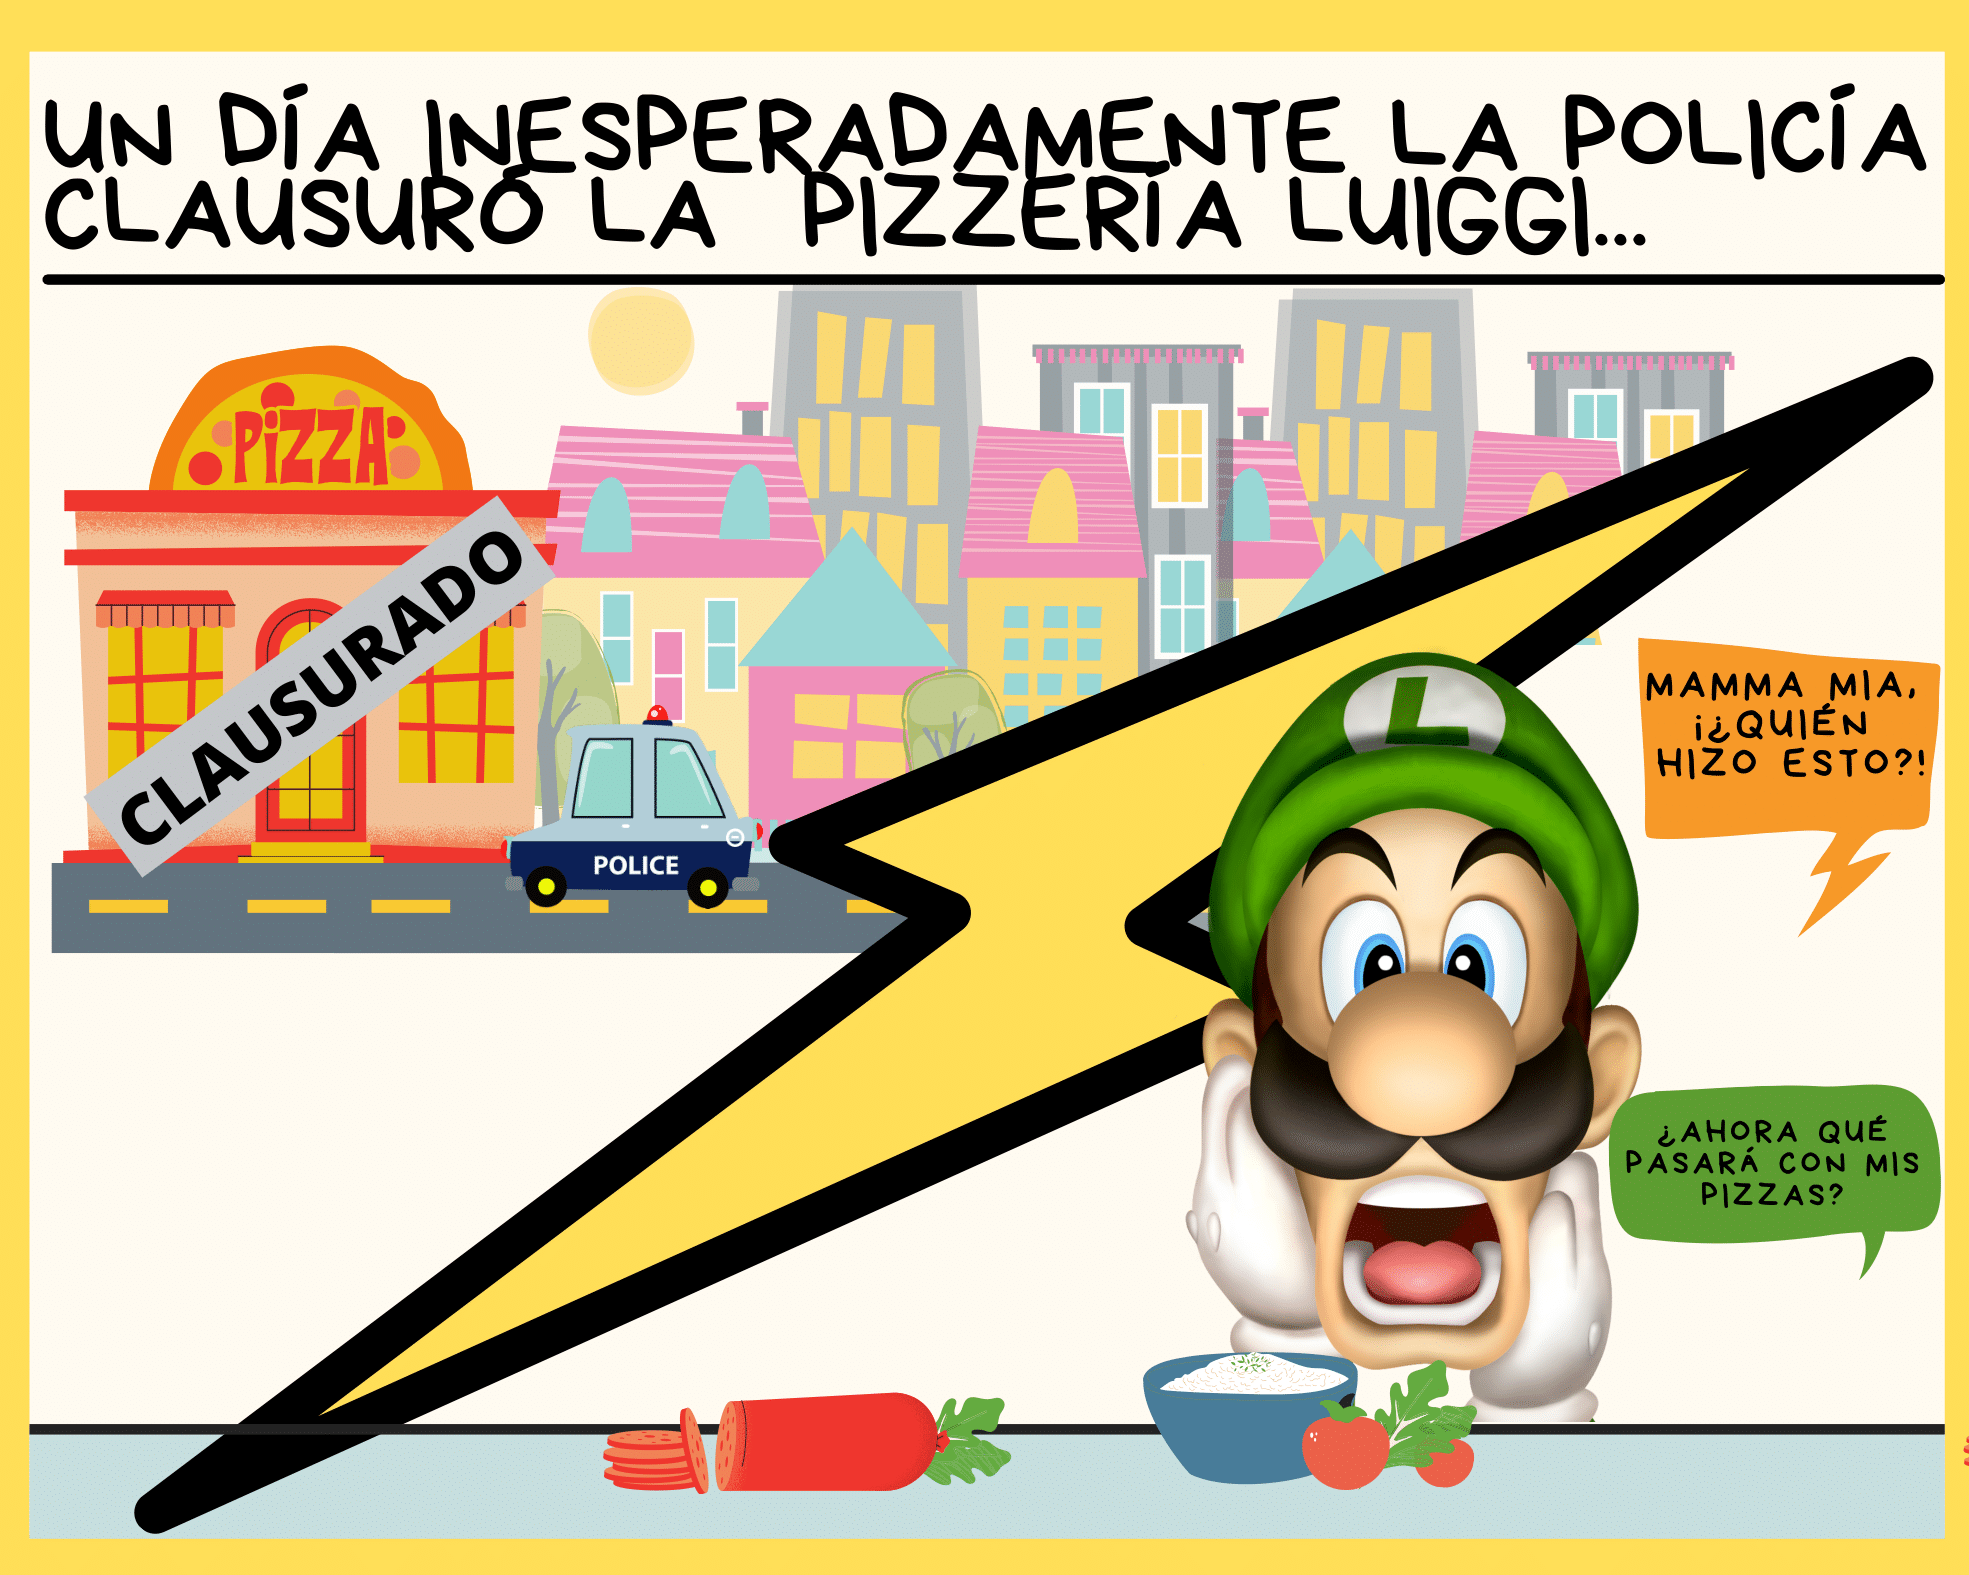 UN DÍA INESPERADAMENTE LA POLICÍA
CLAUSURÓ LA PIZZERÍA LUIGGI...
PIZZA
CLAUSURADO
POLICE
L
MAMMA MIA,
¡¿QUIÉN
HIZO ESTO?!
¿AHORA QUÉ
PASARÁ CON MIS
PIZZAS?